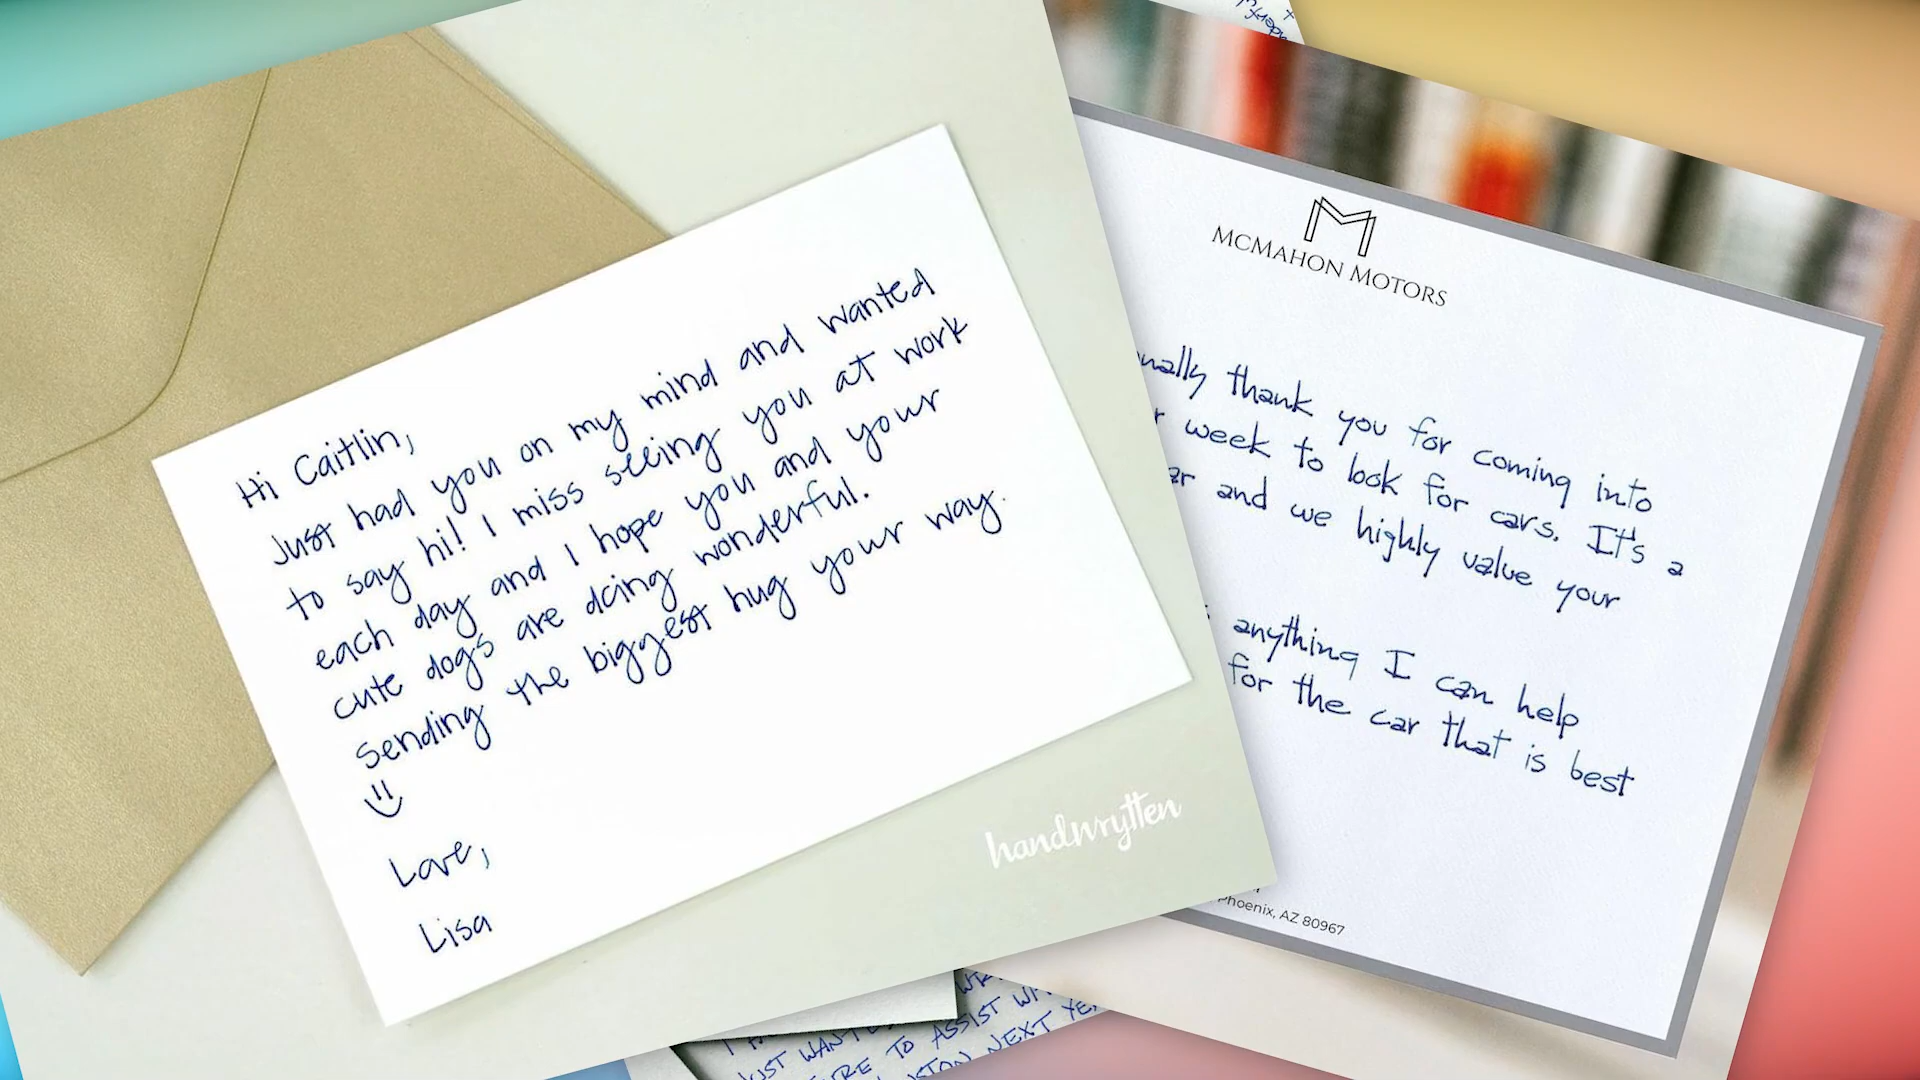 Hi Caitlin,
Just had you on my mind and wanted
to say hi! I miss seeing you at work
each day and I hope you and your
cute dogs are doing wonderful.
Sending the biggest hug your way.
Love,
Lisa
handwrytten
M
MCMAHON MOTORS
thank you for coming into
week to look for cars. It's a
and we highly value your
anything I can help
for the car that is best
Phoenix, AZ 80967
TO ASSIST
NEXT